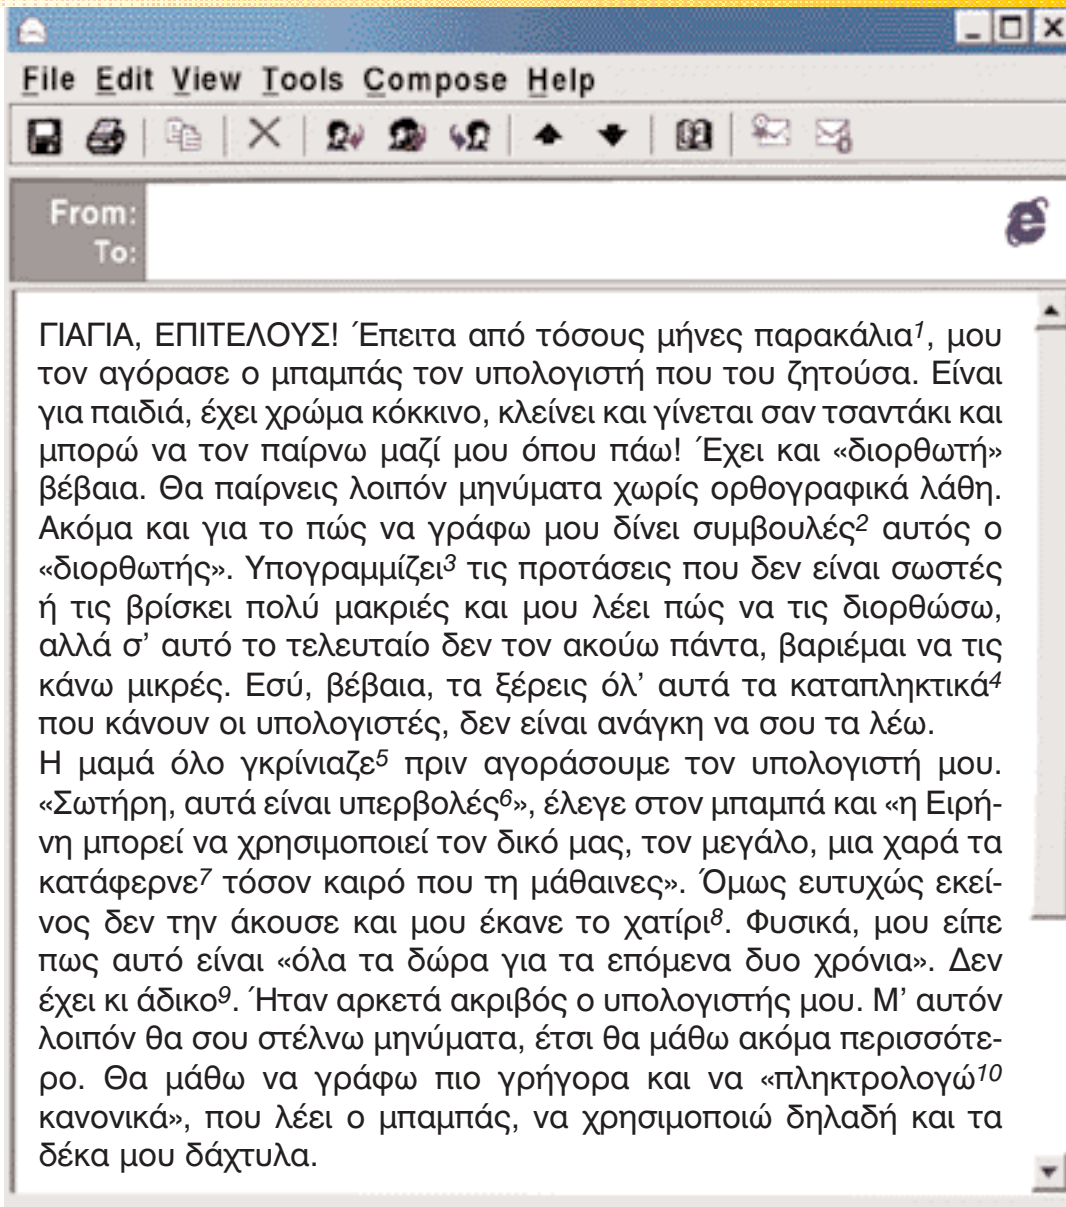 File Edit View Tools Compose Help
From:
To:
ΓΙΑΓΙΑ, ΕΠΙΤΕΛΟΥΣ! Έπειτα από τόσους μήνες παρακάλια1, μου
τον αγόρασε ο μπαμπάς τον υπολογιστή που του ζητούσα. Είναι
για παιδιά, έχει χρώμα κόκκινο, κλείνει και γίνεται σαν τσαντάκι και
μπορώ να τον παίρνω μαζί μου όπου πάω! Έχει και «διορθωτή»
βέβαια. Θα παίρνεις λοιπόν μηνύματα χωρίς ορθογραφικά λάθη.
Ακόμα και για το πώς να γράφω μου δίνει συμβουλές2 αυτός ο
«διορθωτής». Υπογραμμίζει3 τις προτάσεις που δεν είναι σωστές
ή τις βρίσκει πολύ μακριές και μου λέει πώς να τις διορθώσω,
αλλά σ’ αυτό το τελευταίο δεν τον ακούω πάντα, βαριέμαι να τις
κάνω μικρές. Εσύ, βέβαια, τα ξέρεις όλ’ αυτά τα καταπληκτικά4
που κάνουν οι υπολογιστές, δεν είναι ανάγκη να σου τα λέω.
Η μαμά όλο γκρίνιαζε5 πριν αγοράσουμε τον υπολογιστή μου.
«Σωτήρη, αυτά είναι υπερβολές6», έλεγε στον μπαμπά και «η Ειρή-
νη μπορεί να χρησιμοποιεί τον δικό μας, τον μεγάλο, μια χαρά τα
κατάφερνε7 τόσον καιρό που τη μάθαινες». Όμως ευτυχώς εκεί-
νος δεν την άκουσε και μου έκανε το χατίρι8. Φυσικά, μου είπε
πως αυτό είναι «όλα τα δώρα για τα επόμενα δυο χρόνια». Δεν
έχει κι άδικο9. Ήταν αρκετά ακριβός ο υπολογιστής μου. Μ’ αυτόν
λοιπόν θα σου στέλνω μηνύματα, έτσι θα μάθω ακόμα περισσότε-
ρο. Θα μάθω να γράφω πιο γρήγορα και να «πληκτρολογώ10
κανονικά», που λέει ο μπαμπάς, να χρησιμοποιώ δηλαδή και τα
δέκα μου δάχτυλα.